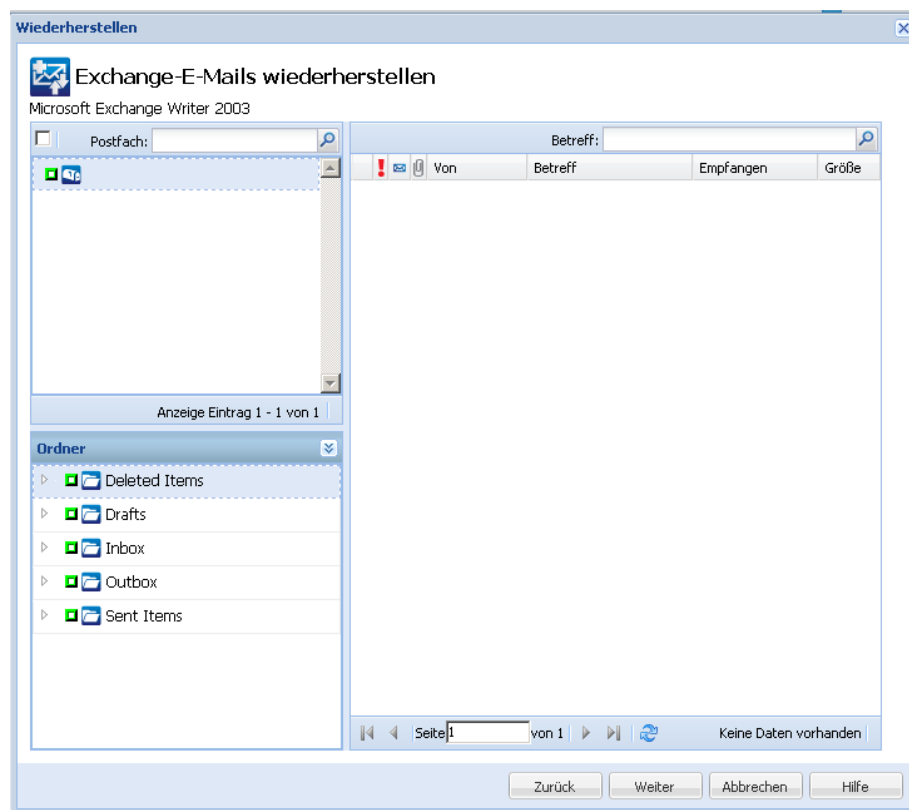 Wiederherstellen
Exchange-E-Mails wiederherstellen
Microsoft Exchange Writer 2003
Postfach:
Anzeige Eintrag 1 - 1 von 1
Ordner
Deleted Items
Drafts
Inbox
Outbox
Sent Items
Betreff:
Von Betreff Empfangen Größe
Seite 1 von 1 Keine Daten vorhanden
Zurück Weiter Abbrechen Hilfe